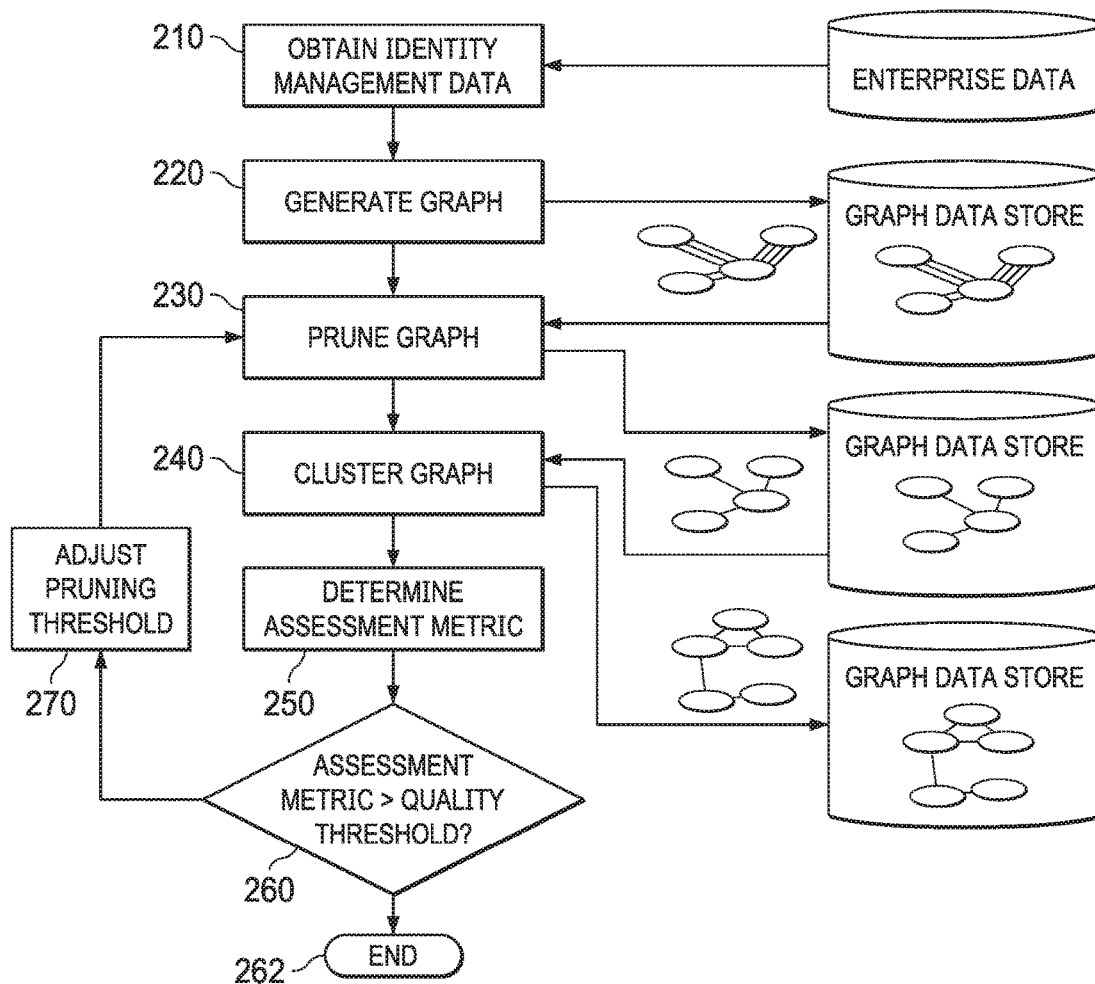 210
OBTAIN IDENTITY
MANAGEMENT DATA
ENTERPRISE DATA
220
GENERATE GRAPH
GRAPH DATA STORE
230
PRUNE GRAPH
240
CLUSTER GRAPH
GRAPH DATA STORE
ADJUST
PRUNING
THRESHOLD
270
DETERMINE
ASSESSMENT METRIC
250
GRAPH DATA STORE
ASSESSMENT
METRIC > QUALITY
THRESHOLD?
260
END
262